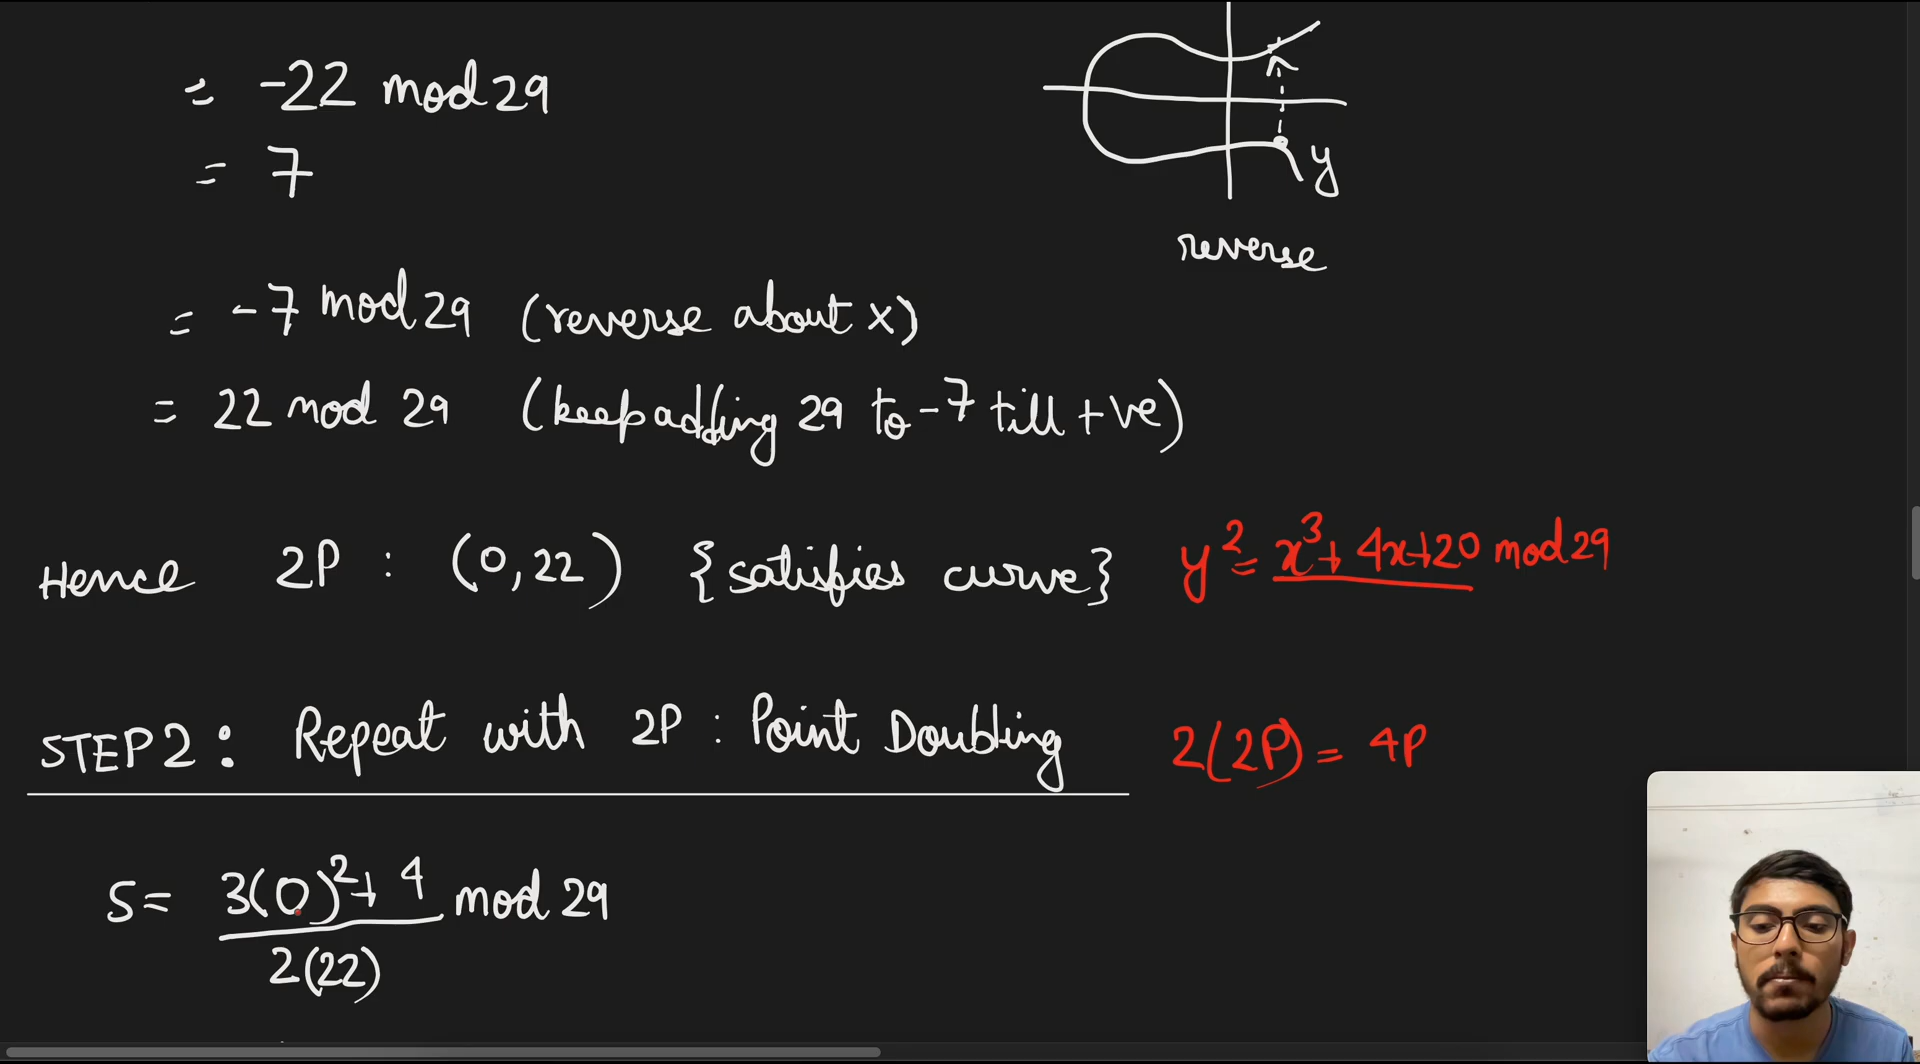 = -22 mod 29
= 7
y
reverse
= -7 mod 29 (reverse about x)
= 22 mod 29 (keep adding 29 to -7 till +ve)
Hence 2P : (0,22) {satisfies curve} y² = x³+ 4x+20 mod 29
STEP 2 : Repeat with 2P : Point Doubling 2(2P) = 4P
S = 3(0)²+ 4 mod 29
2(22)